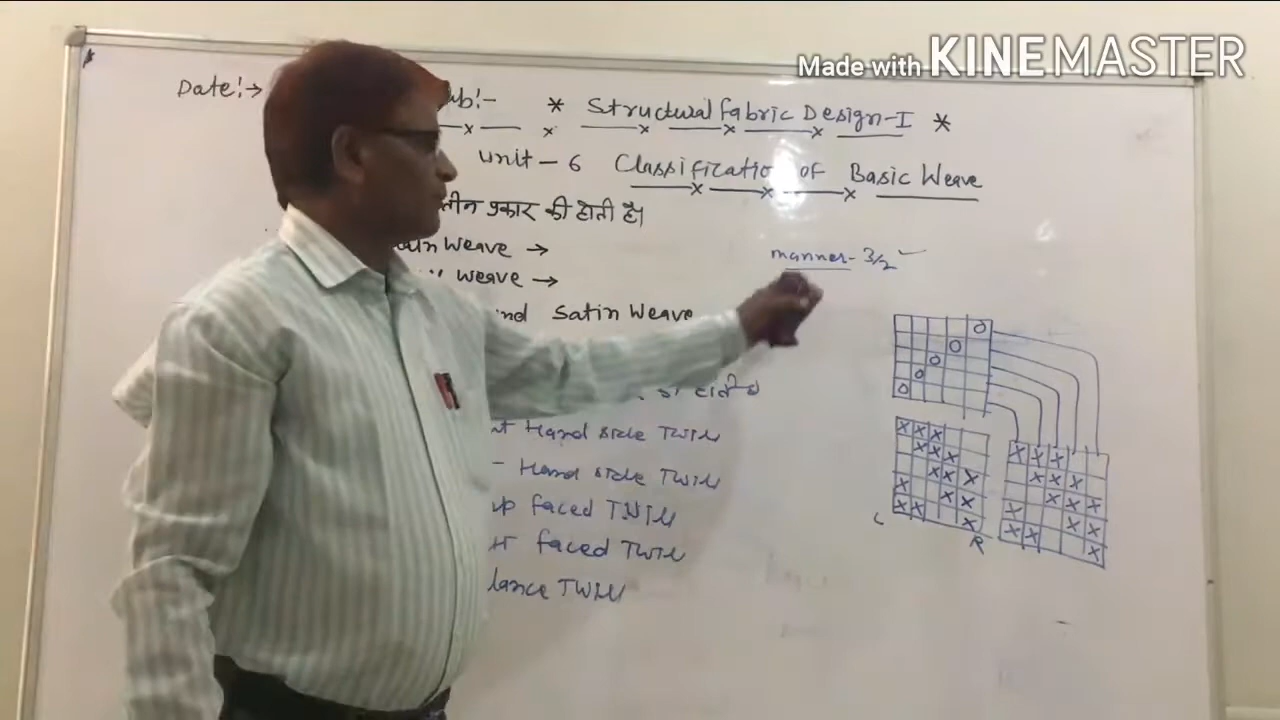 Made with KINEMASTER
Date:→
ub:- * Structural Fabric Design-I *
Unit-6 Classification of Basic Weave
तीन प्रकार की होती है।
ain Weave →
Weave →
nd Satin Weave
manner- 3/2
t Hand side Twill
- Hand side Twill
p faced Twill
t faced Twill
lance Twill
O
O
O
O
O
X X X
X X X
X X X
X X X
X X X
X X X
X X X
X X X
X X X
X X X
L
R